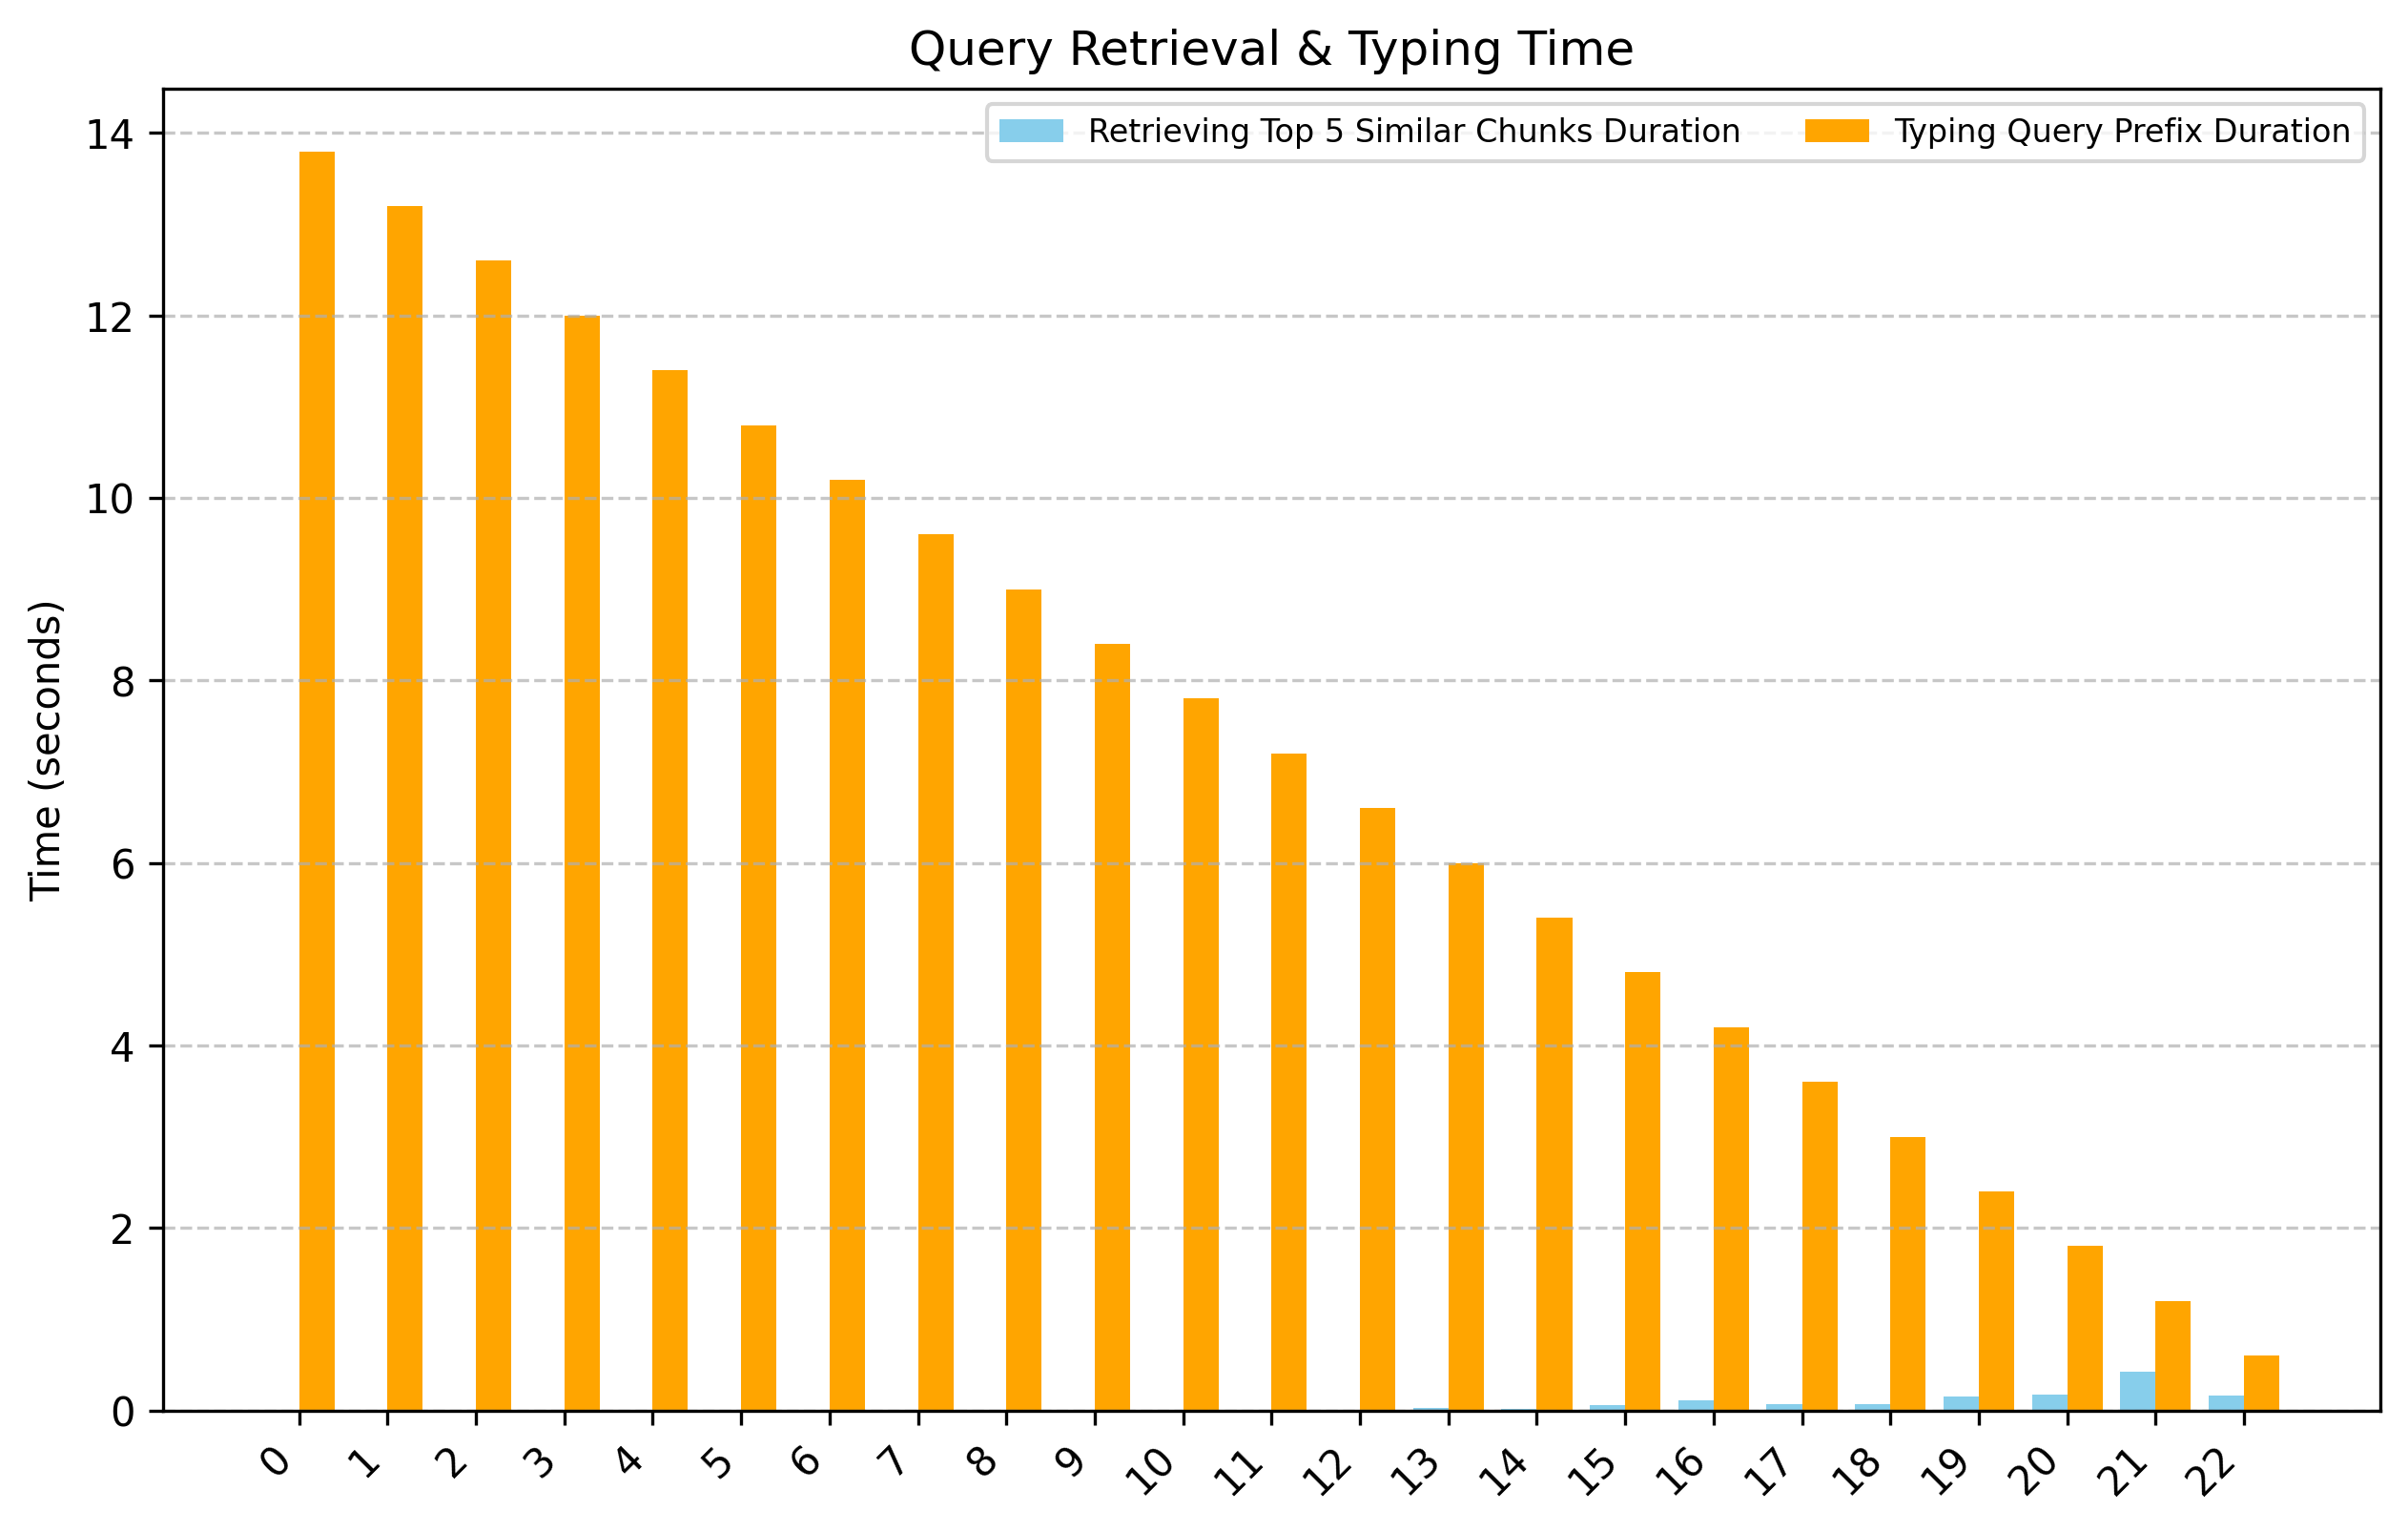 Query Retrieval & Typing Time
Retrieving Top 5 Similar Chunks Duration Typing Query Prefix Duration
Time (seconds)
14
12
10
8
6
4
2
0
0 1 2 3 4 5 6 7 8 9 10 11 12 13 14 15 16 17 18 19 20 21 22